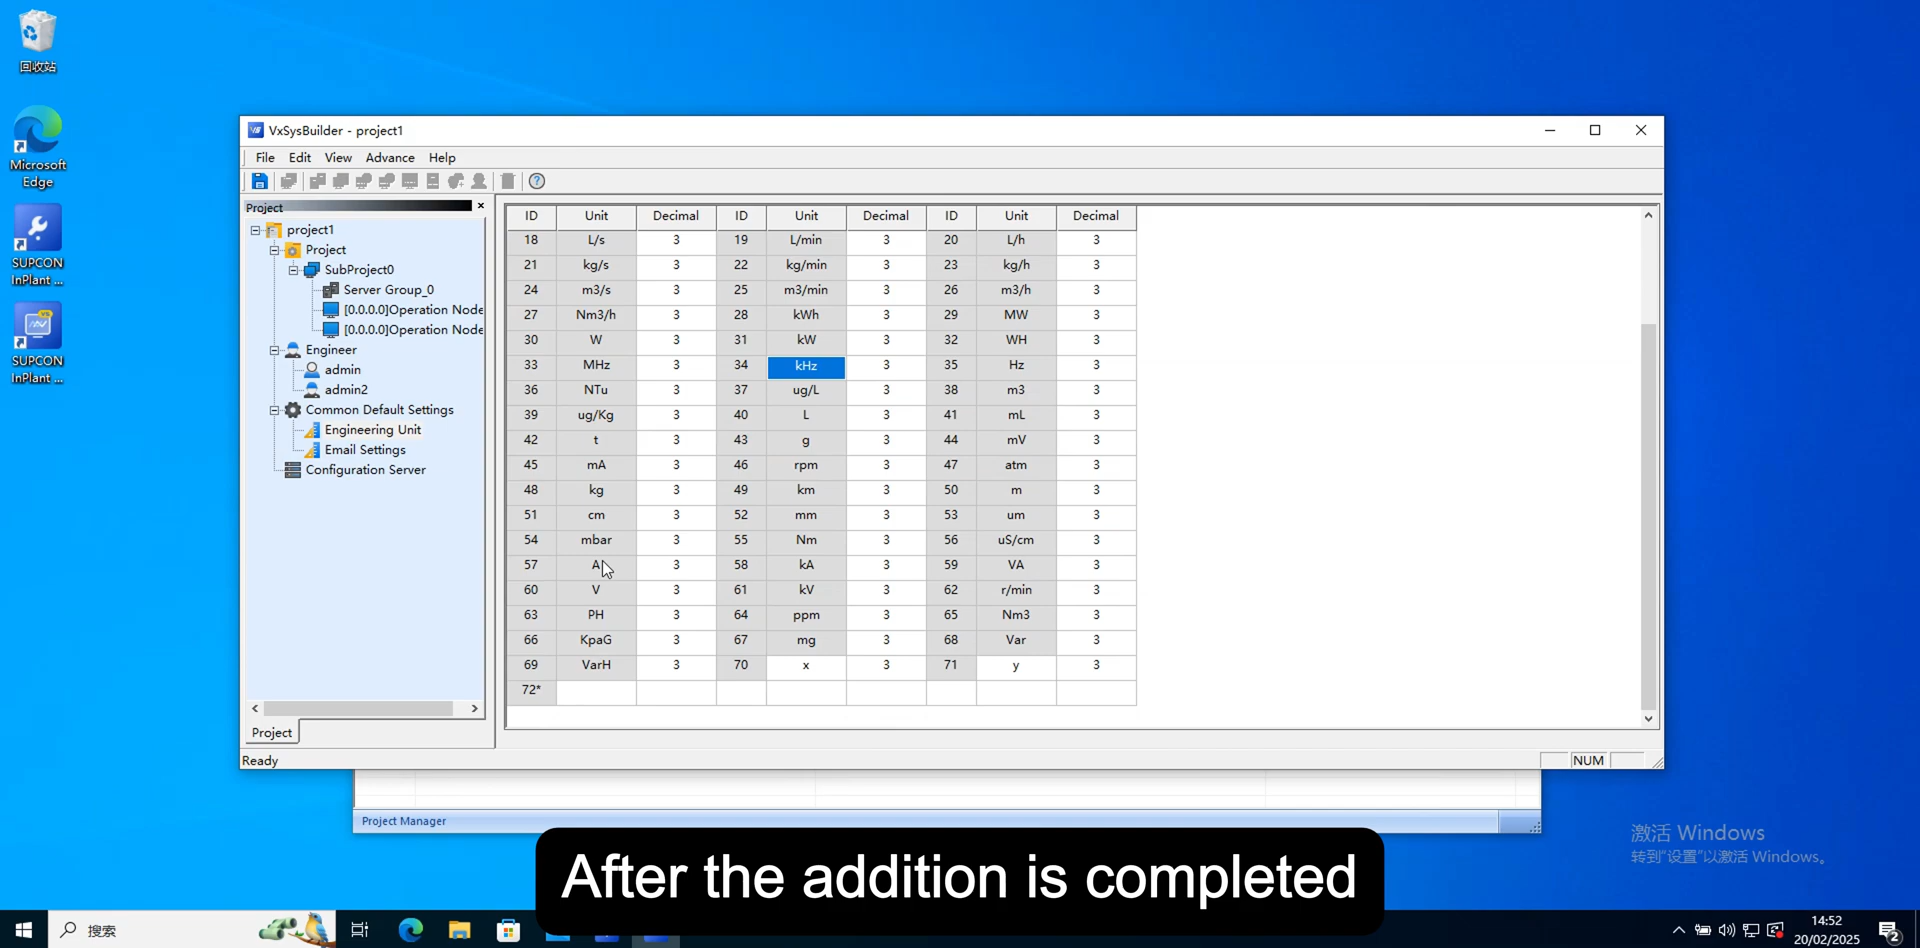 回收站
Microsoft
Edge
SUPCON
InPlant ...
SUPCON
InPlant ...
VxSysBuilder - project1
File Edit View Advance Help
Project
project1
Project
SubProject0
Server Group_0
[0.0.0.0]Operation Node
[0.0.0.0]Operation Node
Engineer
admin
admin2
Common Default Settings
Engineering Unit
Email Settings
Configuration Server
Project
ID Unit Decimal ID Unit Decimal ID Unit Decimal
18 L/s 3 19 L/min 3 20 L/h 3
21 kg/s 3 22 kg/min 3 23 kg/h 3
24 m3/s 3 25 m3/min 3 26 m3/h 3
27 Nm3/h 3 28 kWh 3 29 MW 3
30 W 3 31 kW 3 32 WH 3
33 MHz 3 34 kHz 3 35 Hz 3
36 NTu 3 37 ug/L 3 38 m3 3
39 ug/Kg 3 40 L 3 41 mL 3
42 t 3 43 g 3 44 mV 3
45 mA 3 46 rpm 3 47 atm 3
48 kg 3 49 km 3 50 m 3
51 cm 3 52 mm 3 53 um 3
54 mbar 3 55 Nm 3 56 uS/cm 3
57 A 3 58 kA 3 59 VA 3
60 V 3 61 kV 3 62 r/min 3
63 PH 3 64 ppm 3 65 Nm3 3
66 KpaG 3 67 mg 3 68 Var 3
69 VarH 3 70 x 3 71 y 3
72*
Ready
NUM
Project Manager
激活 Windows
转到"设置"以激活 Windows。
After the addition is completed
搜索
14:52
20/02/2025
2